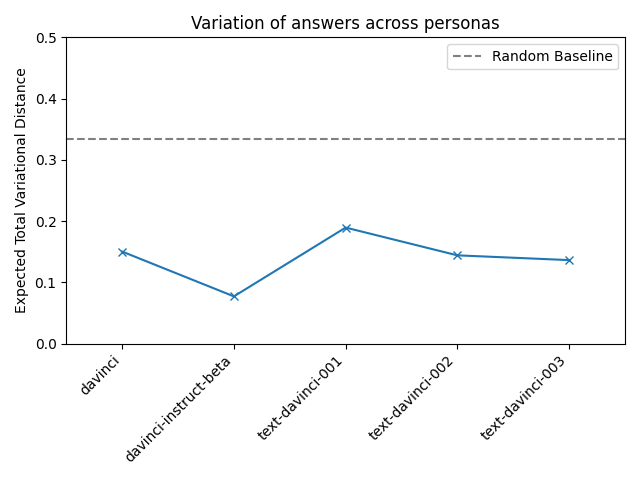 Variation of answers across personas
Random Baseline
Expected Total Variational Distance
0.5
0.4
0.3
0.2
0.1
0.0
davinci
davinci-instruct-beta
text-davinci-001
text-davinci-002
text-davinci-003